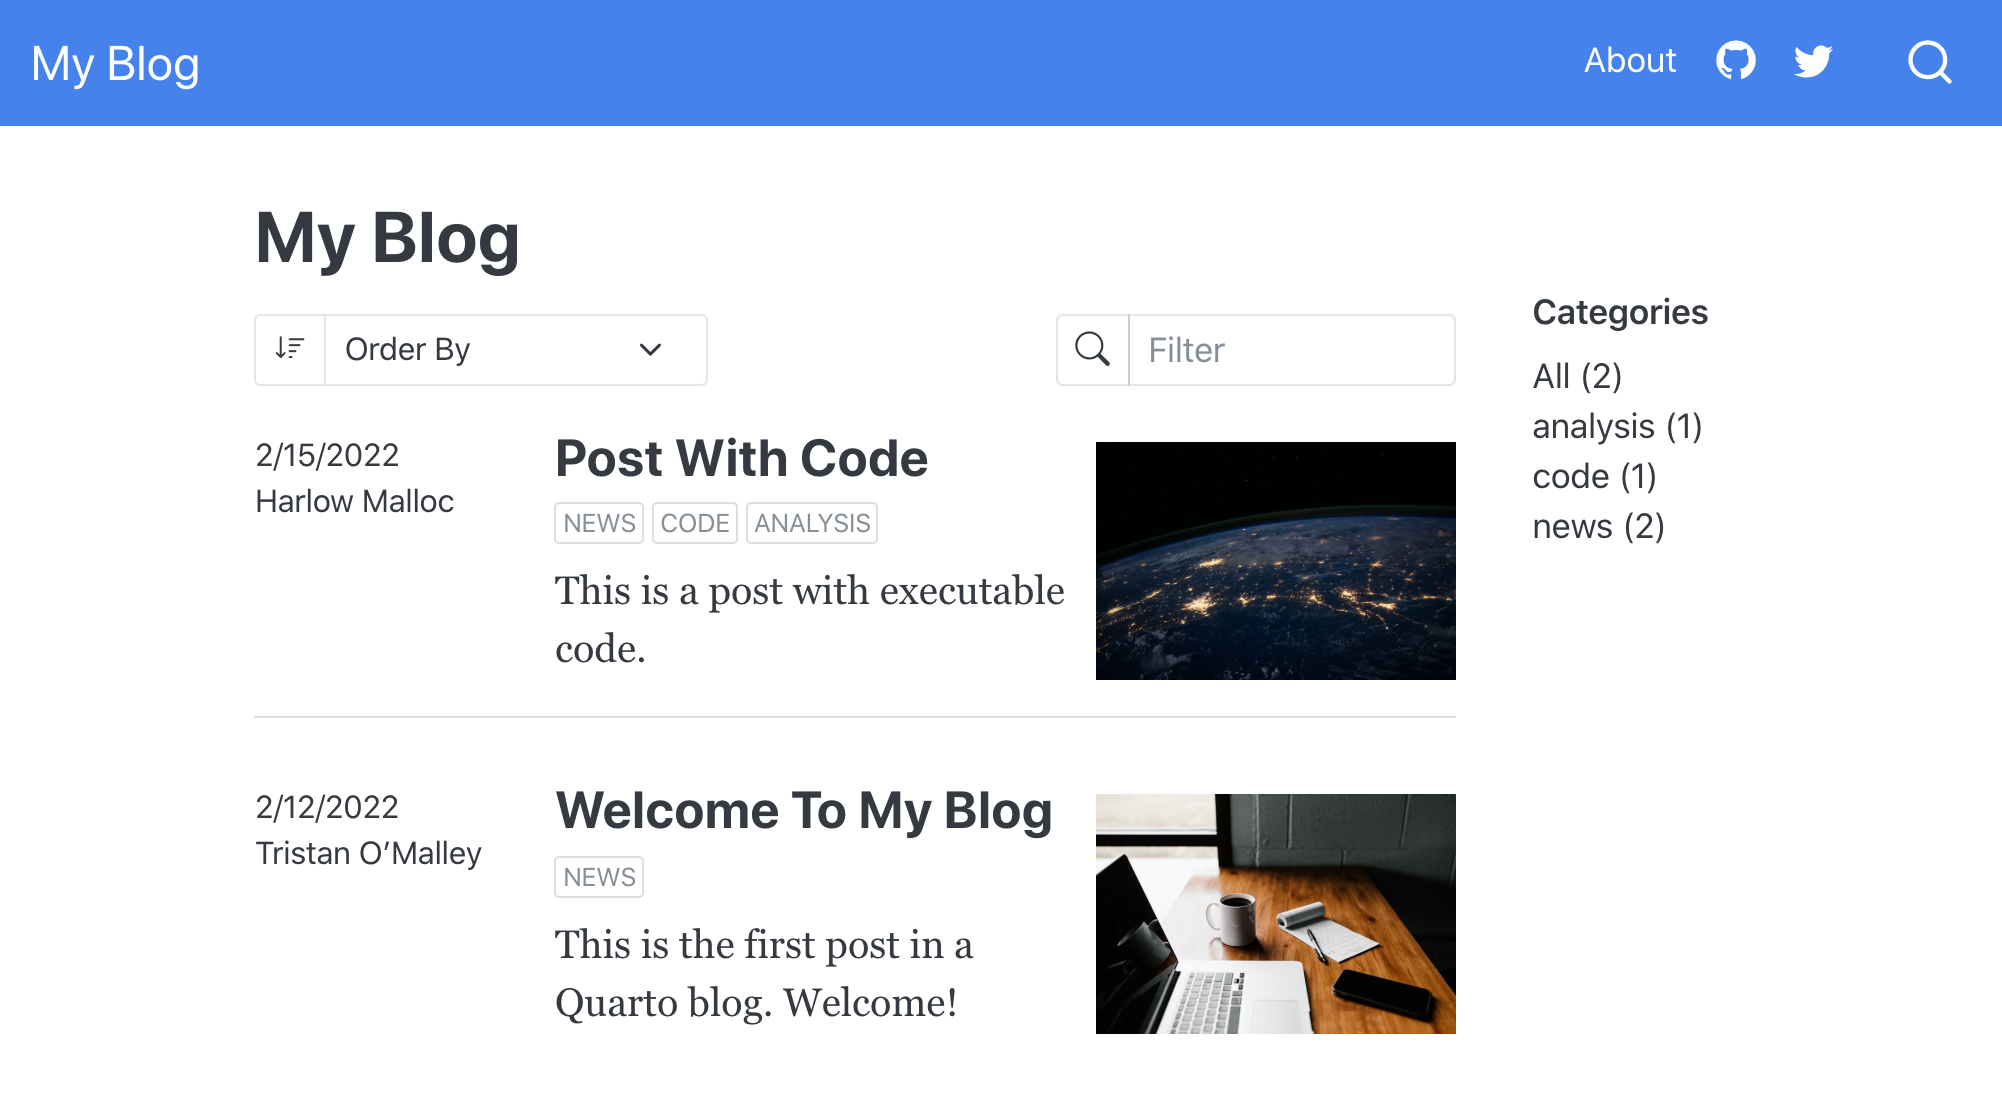 My Blog
About
My Blog
Order By
Filter
2/15/2022
Harlow Malloc
Post With Code
NEWS CODE ANALYSIS
This is a post with executable
code.
2/12/2022
Tristan O’Malley
Welcome To My Blog
NEWS
This is the first post in a
Quarto blog. Welcome!
Categories
All (2)
analysis (1)
code (1)
news (2)